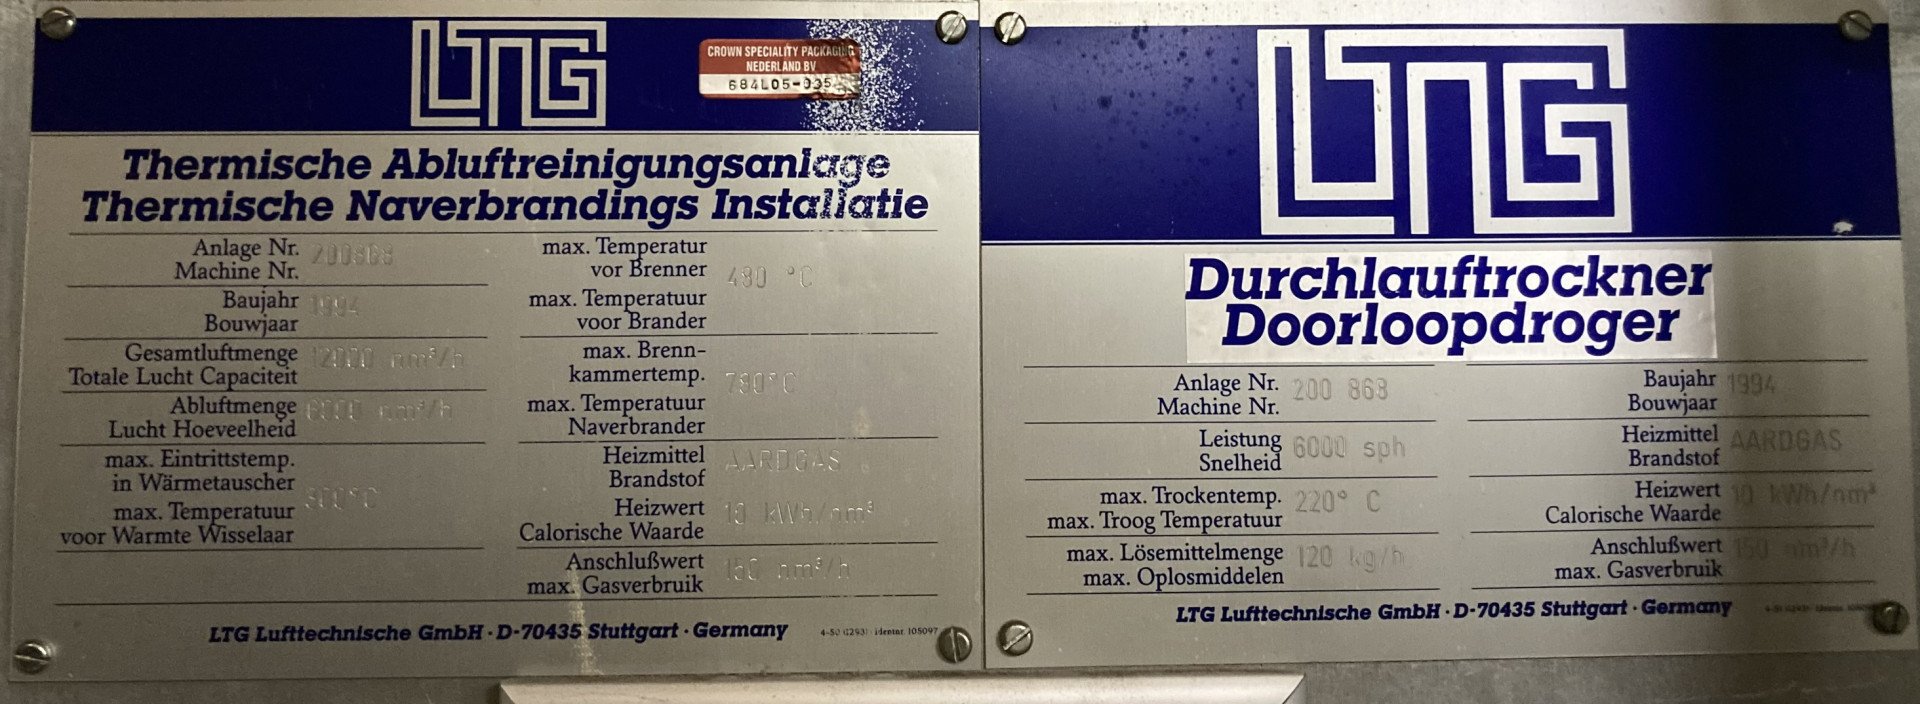 LTG
CROWN SPECIALITY PACKAGING
NEDERLAND BV
684L05-035
Thermische Abluftreinigungsanlage
Thermische Naverbrandings Installatie
Anlage Nr. 200868
Machine Nr.
Baujahr 1994
Bouwjaar
Gesamtluftmenge 12000 nm³/h
Totale Lucht Capaciteit
Abluftmenge 6000 nm³/h
Lucht Hoeveelheid
max. Eintrittstemp.
in Wärmetauscher
max. Temperatuur
voor Warmte Wisselaar
max. Temperatur
vor Brenner 480 °C
max. Temperatuur
voor Brander
max. Brenn-
kammertemp. 780°C
max. Temperatuur
Naverbrander
Heizmittel AARDGAS
Brandstof
Heizwert 10 kWh/nm³
Calorische Waarde
Anschlußwert 150 nm³/h
max. Gasverbruik
LTG Lufttechnische GmbH · D-70435 Stuttgart · Germany
4-50 (1293) identnr. 105097
LTG
Durchlauftrockner
Doorloopdroger
Anlage Nr. 200 868
Machine Nr.
Leistung 6000 sph
Snelheid
max. Trockentemp. 220° C
max. Troog Temperatuur
max. Lösemittelmenge 120 kg/h
max. Oplosmiddelen
Baujahr 1994
Bouwjaar
Heizmittel AARDGAS
Brandstof
Heizwert 10 kWh/nm³
Calorische Waarde
Anschlußwert 150 nm³/h
max. Gasverbruik
LTG Lufttechnische GmbH · D-70435 Stuttgart · Germany